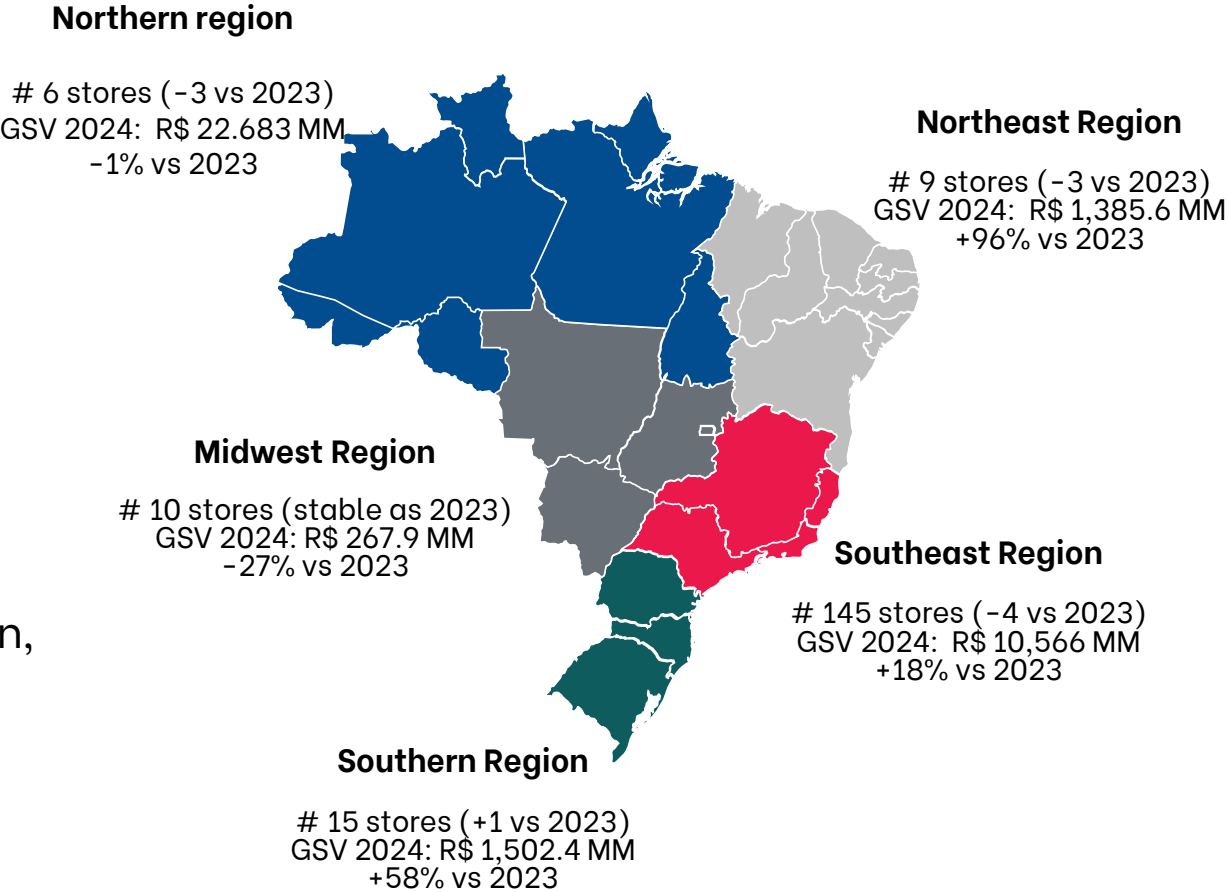 Northern region
# 6 stores (-3 vs 2023)
GSV 2024: R$ 22.683 MM
-1% vs 2023
Northeast Region
# 9 stores (-3 vs 2023)
GSV 2024: R$ 1,385.6 MM
+96% vs 2023
Midwest Region
# 10 stores (stable as 2023)
GSV 2024: R$ 267.9 MM
-27% vs 2023
Southeast Region
# 145 stores (-4 vs 2023)
GSV 2024: R$ 10,566 MM
+18% vs 2023
n,
Southern Region
# 15 stores (+1 vs 2023)
GSV 2024: R$ 1,502.4 MM
+58% vs 2023